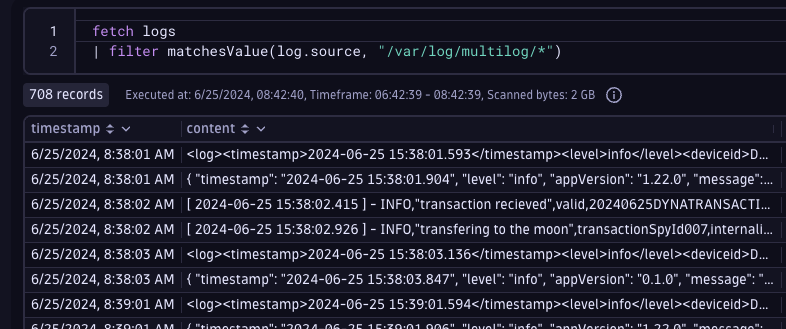 1 fetch logs
2 | filter matchesValue(log.source, "/var/log/multilog/*")
708 records Executed at: 6/25/2024, 08:42:40, Timeframe: 06:42:39 - 08:42:39, Scanned bytes: 2 GB
timestamp content
6/25/2024, 8:38:01 AM <log><timestamp>2024-06-25 15:38:01.593</timestamp><level>info</level><deviceid>D...
6/25/2024, 8:38:01 AM { "timestamp": "2024-06-25 15:38:01.904", "level": "info", "appVersion": "1.22.0", "message":...
6/25/2024, 8:38:02 AM [ 2024-06-25 15:38:02.415 ] - INFO,"transaction recieved",valid,20240625DYNATRANSACTI...
6/25/2024, 8:38:02 AM [ 2024-06-25 15:38:02.926 ] - INFO,"transfering to the moon",transactionSpyId007,internali...
6/25/2024, 8:38:03 AM <log><timestamp>2024-06-25 15:38:03.136</timestamp><level>info</level><deviceid>D...
6/25/2024, 8:38:03 AM { "timestamp": "2024-06-25 15:38:03.847", "level": "info", "appVersion": "0.1.0", "message": "...
6/25/2024, 8:39:01 AM <log><timestamp>2024-06-25 15:39:01.594</timestamp><level>info</level><deviceid>D...
6/25/2024, 8:39:01 AM { "timestamp": "2024-06-25 15:39:01.906", "level": "info", "appVersion": "1.22.0", "message":